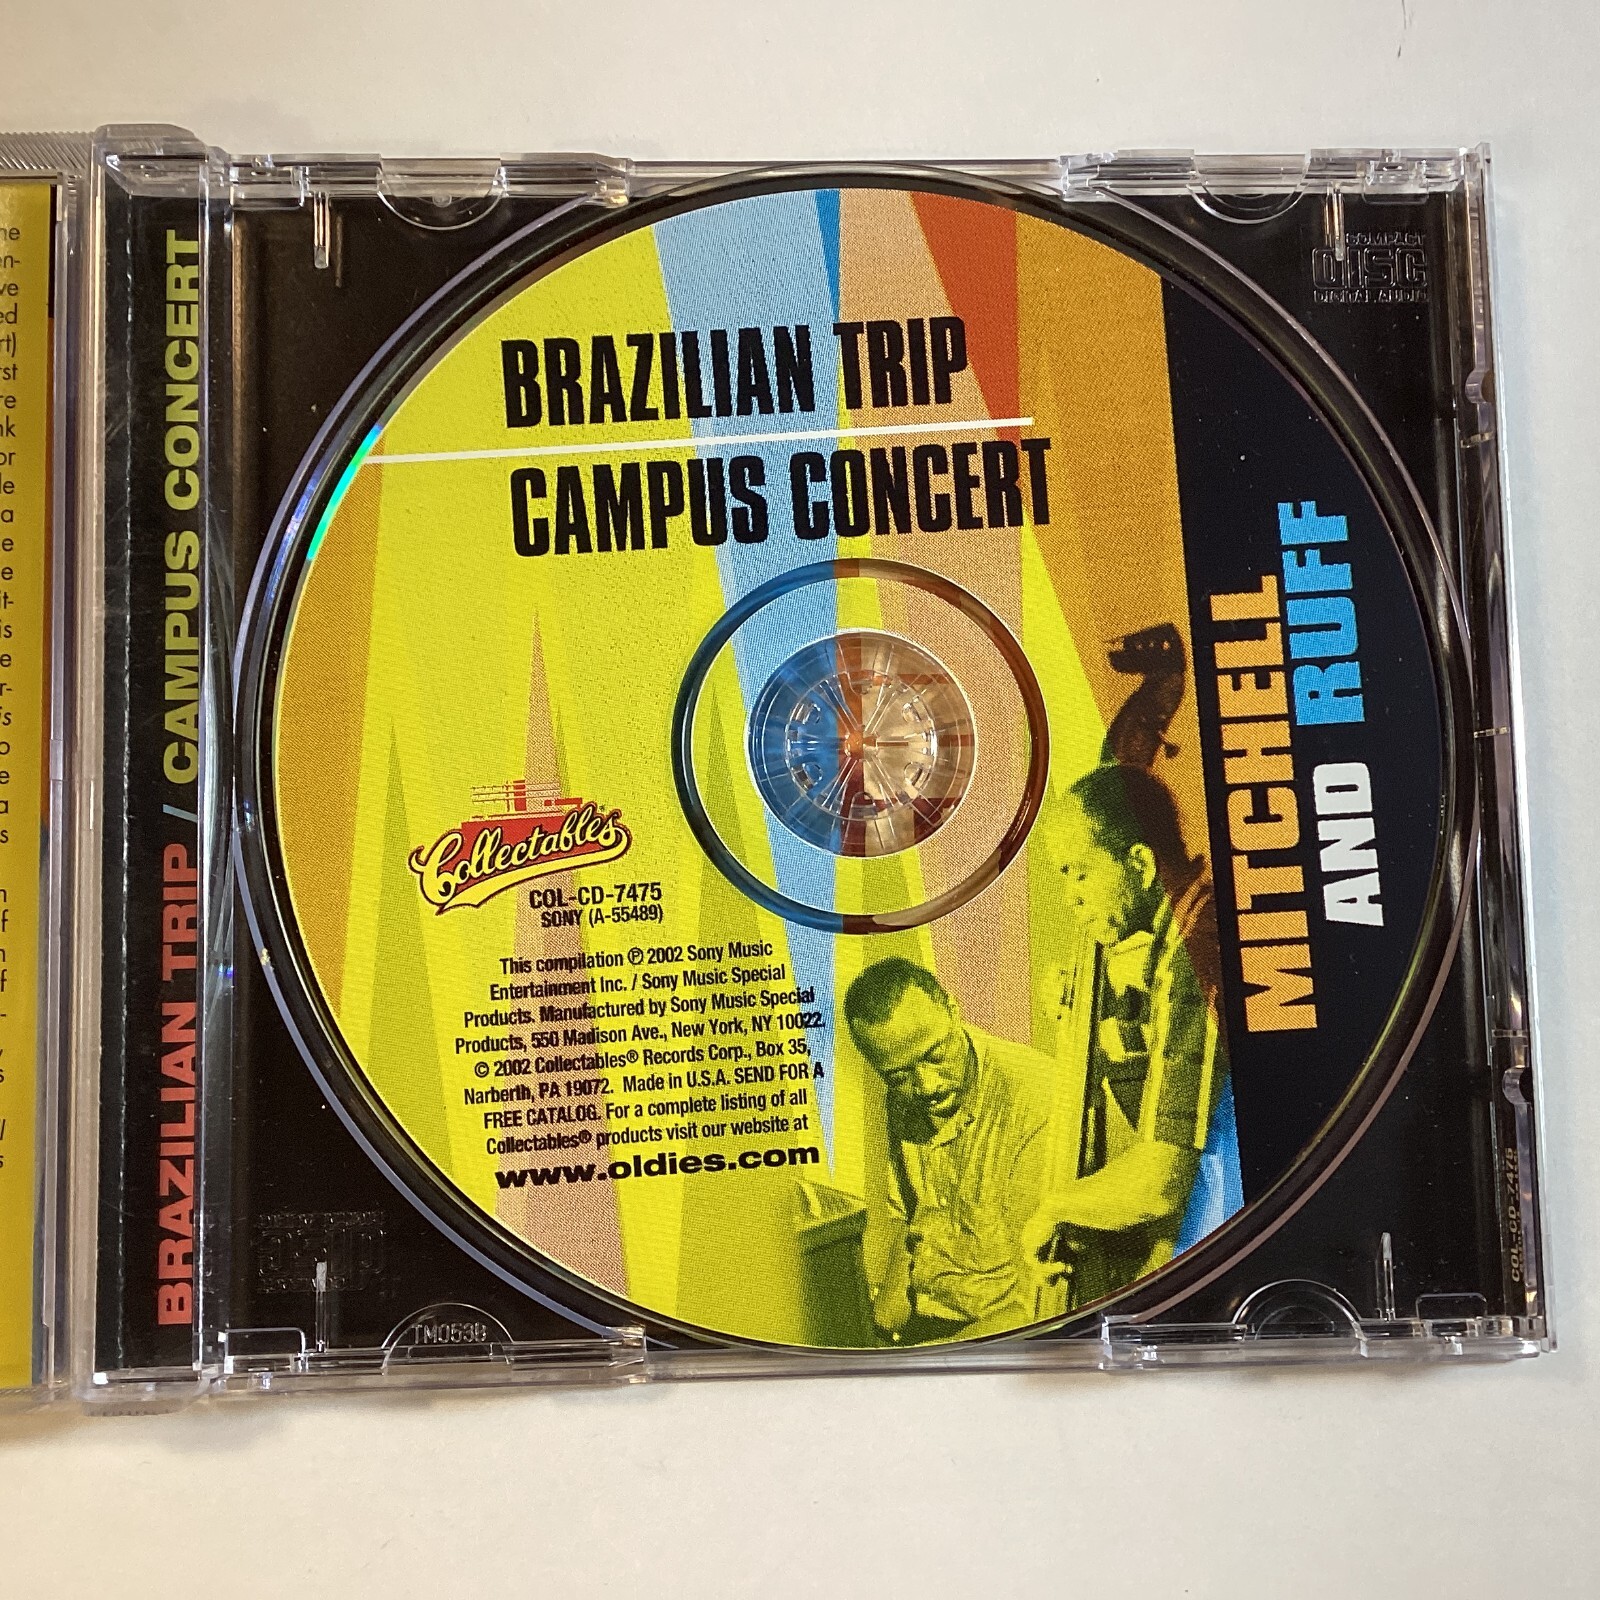 BRAZILIAN TRIP / CAMPUS CONCERT
BRAZILIAN TRIP
CAMPUS CONCERT
MITCHELL
AND RUFF
Collectables®
COL-CD-7475
SONY (A-55489)
This compilation ℗ 2002 Sony Music
Entertainment Inc. / Sony Music Special
Products. Manufactured by Sony Music Special
Products, 550 Madison Ave., New York, NY 10022
© 2002 Collectables® Records Corp., Box 35,
Narberth, PA 19072. Made in U.S.A. SEND FOR A
FREE CATALOG. For a complete listing of all
Collectables® products visit our website at
www.oldies.com
COMPACT
disc
DIGITAL AUDIO
COL-CD-7475